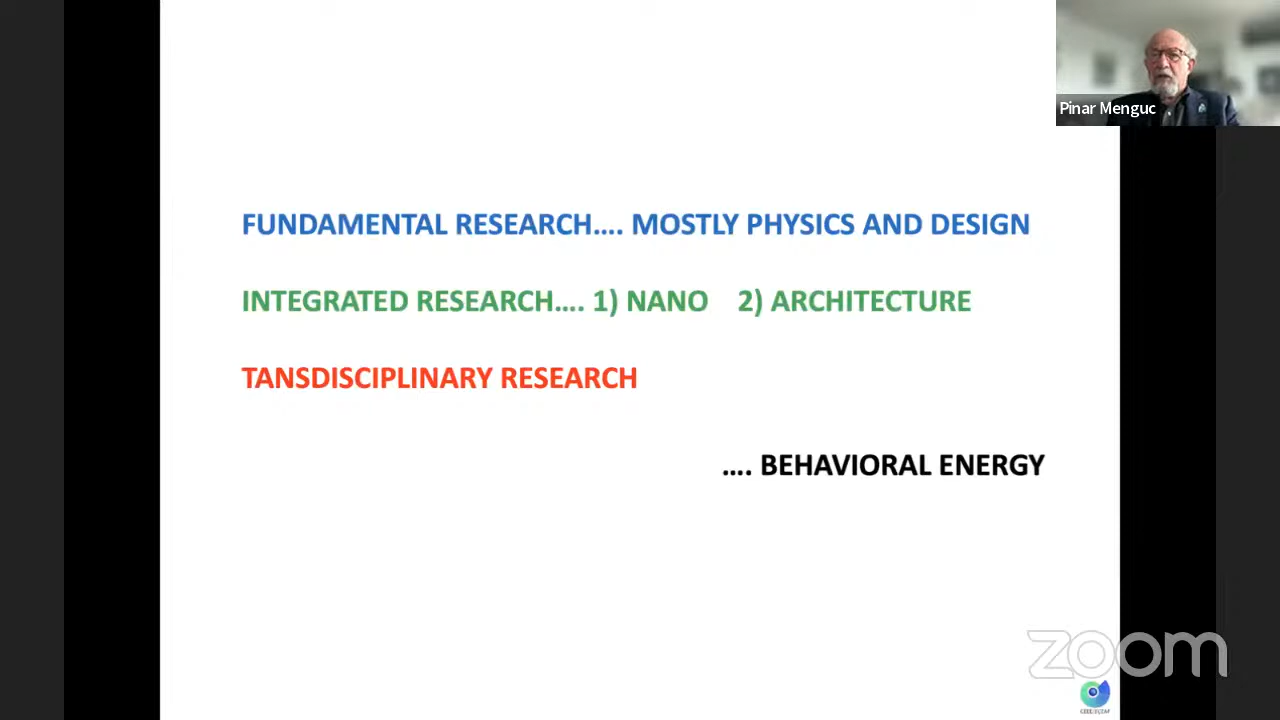 Pinar Menguc
FUNDAMENTAL RESEARCH.... MOSTLY PHYSICS AND DESIGN
INTEGRATED RESEARCH.... 1) NANO 2) ARCHITECTURE
TANSDISCIPLINARY RESEARCH
.... BEHAVIORAL ENERGY
zoom